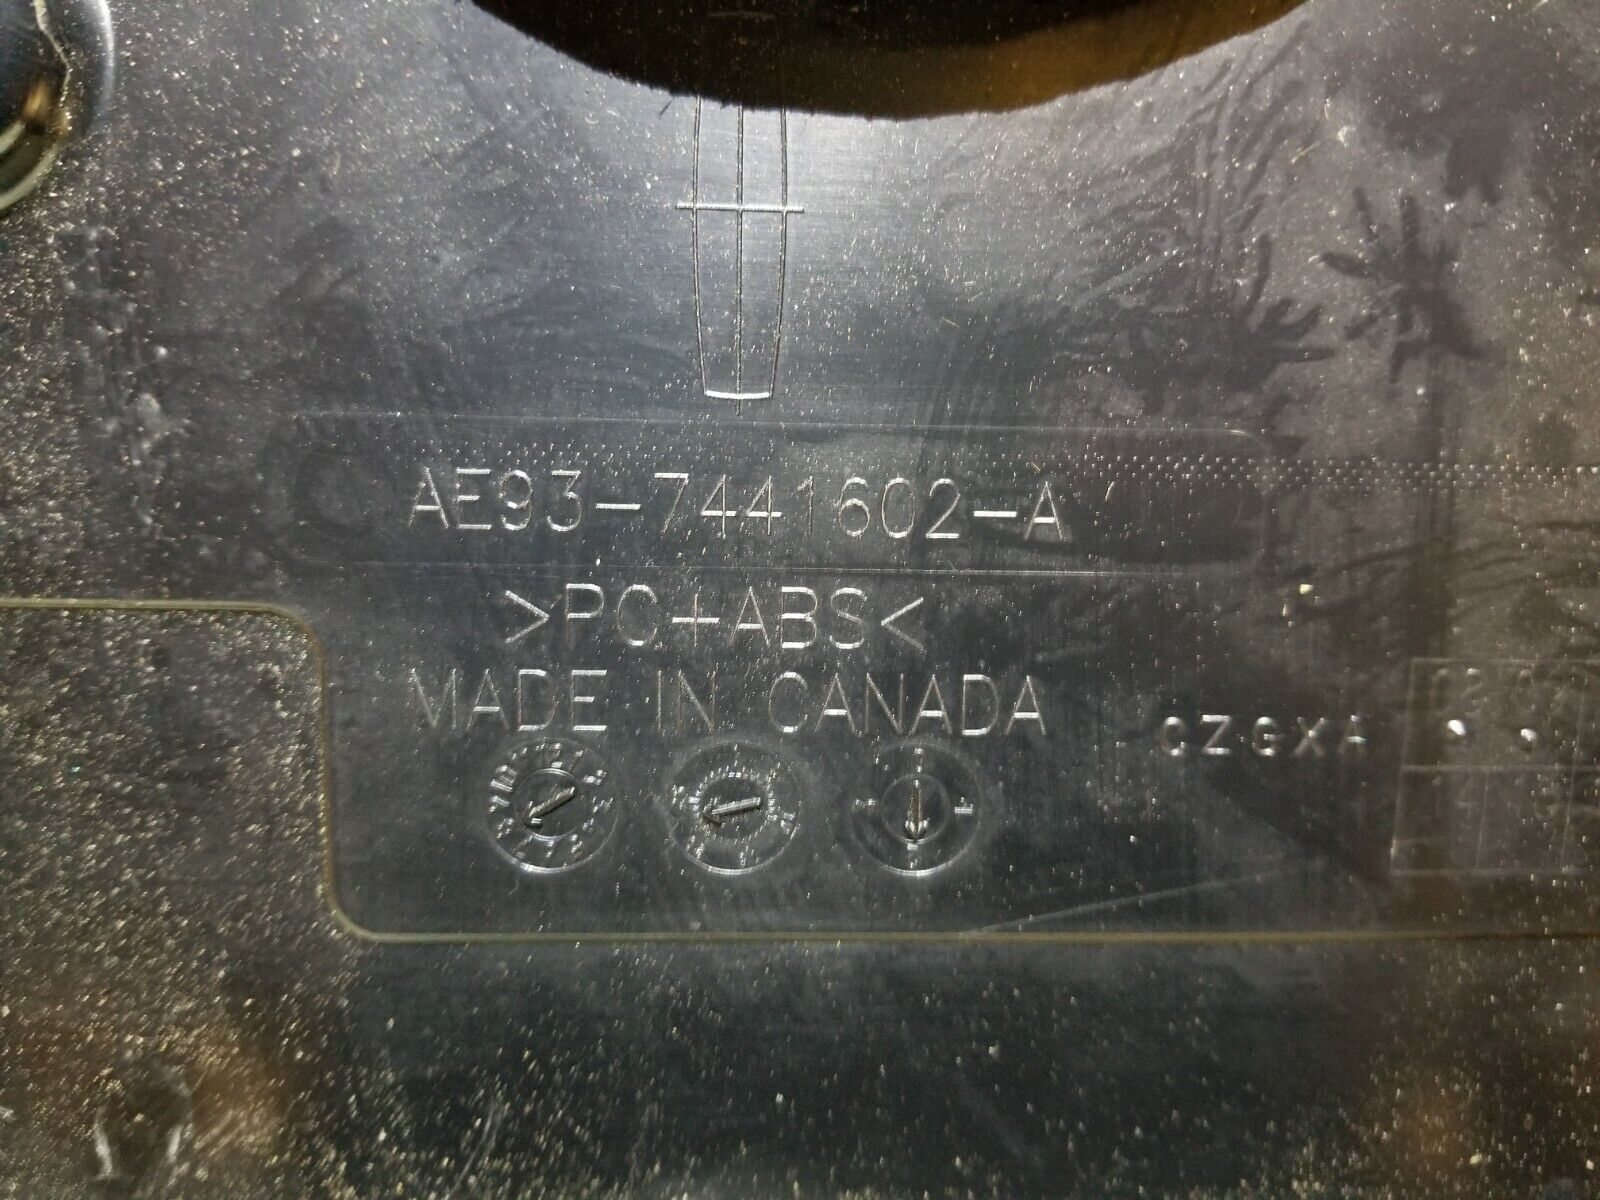 AE93-7441602-A
>PC+ABS<
MADE IN CANADA
CZGXA